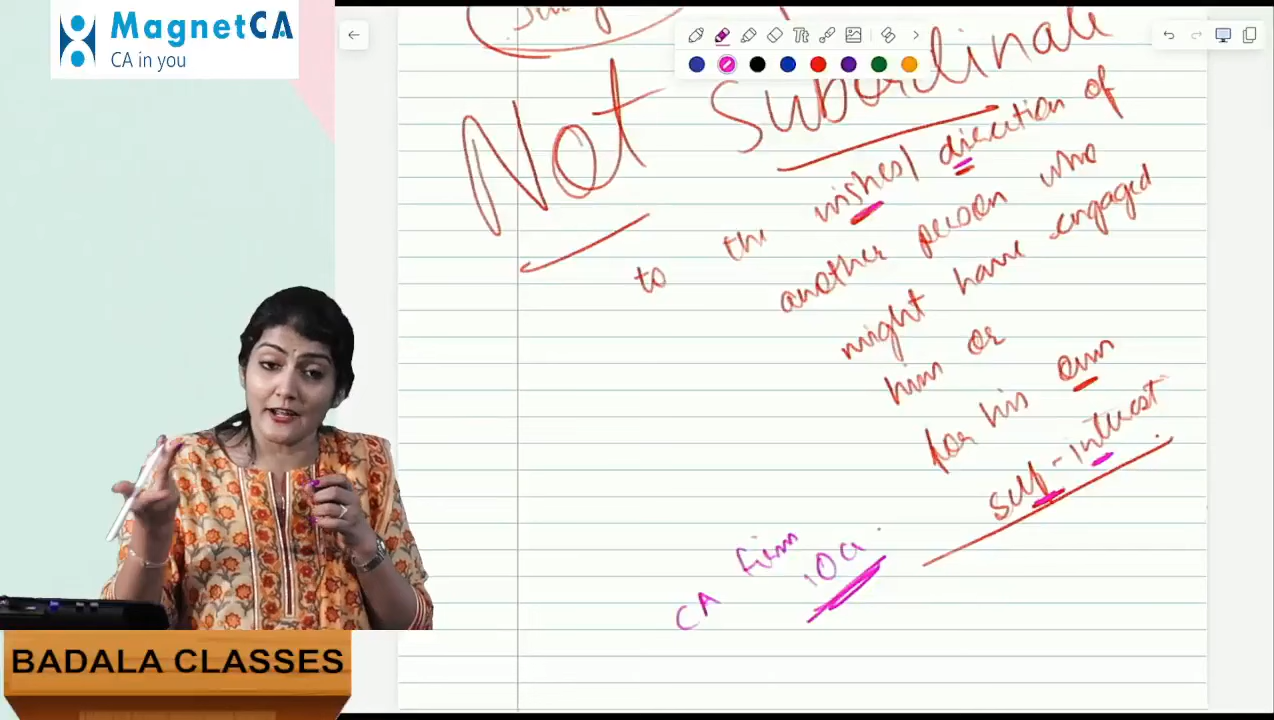 MagnetCA
CA in you
Not Subordinate
to the wishes/ direction of
another person who
might have engaged
him or
for his own
self-interest
CA firm
BADALA CLASSES